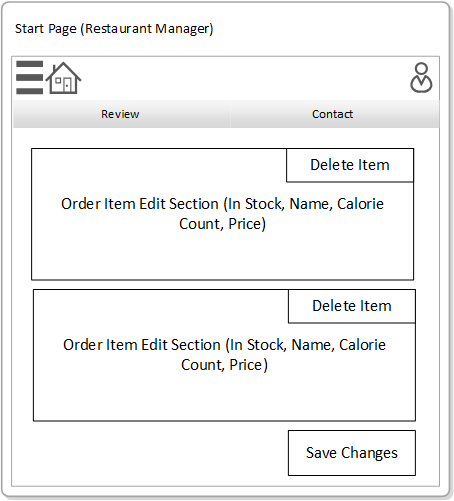 Start Page (Restaurant Manager)
Review
Contact
Delete Item
Order Item Edit Section (In Stock, Name, Calorie
Count, Price)
Delete Item
Order Item Edit Section (In Stock, Name, Calorie
Count, Price)
Save Changes